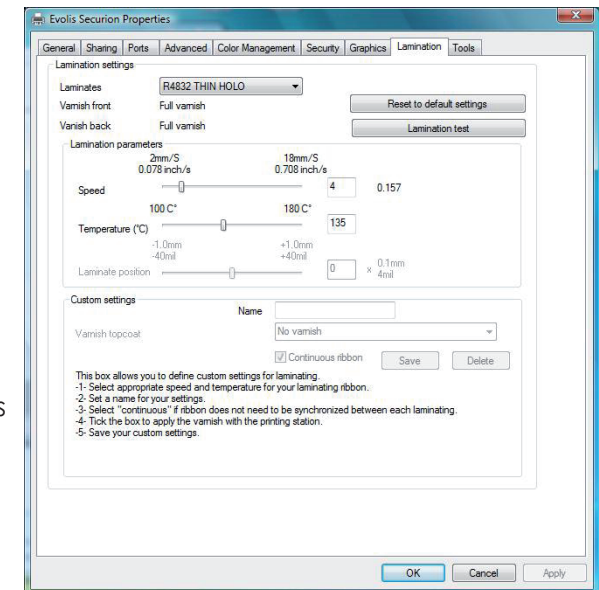 Evolis Securion Properties
General Sharing Ports Advanced Color Management Security Graphics Lamination Tools
Lamination settings
Laminates R4832 THIN HOLO
Varnish front Full varnish Reset to default settings
Vanish back Full varnish Lamination test
Lamination parameters
2mm/S 18mm/S
0.078 inch/s 0.708 inch/s
Speed 4 0.157
100 C° 180 C°
Temperature (°C) 135
-1.0mm +1.0mm
-40mil +40mil
Laminate position 0 x 0.1mm
4mil
Custom settings
Name
Varnish topcoat No varnish
Continuous ribbon Save Delete
This box allows you to define custom settings for laminating.
-1- Select appropriate speed and temperature for your laminating ribbon.
-2- Set a name for your settings.
-3- Select "continuous" if ribbon does not need to be synchronized between each laminating.
-4- Tick the box to apply the varnish with the printing station.
-5- Save your custom settings.
OK Cancel Apply